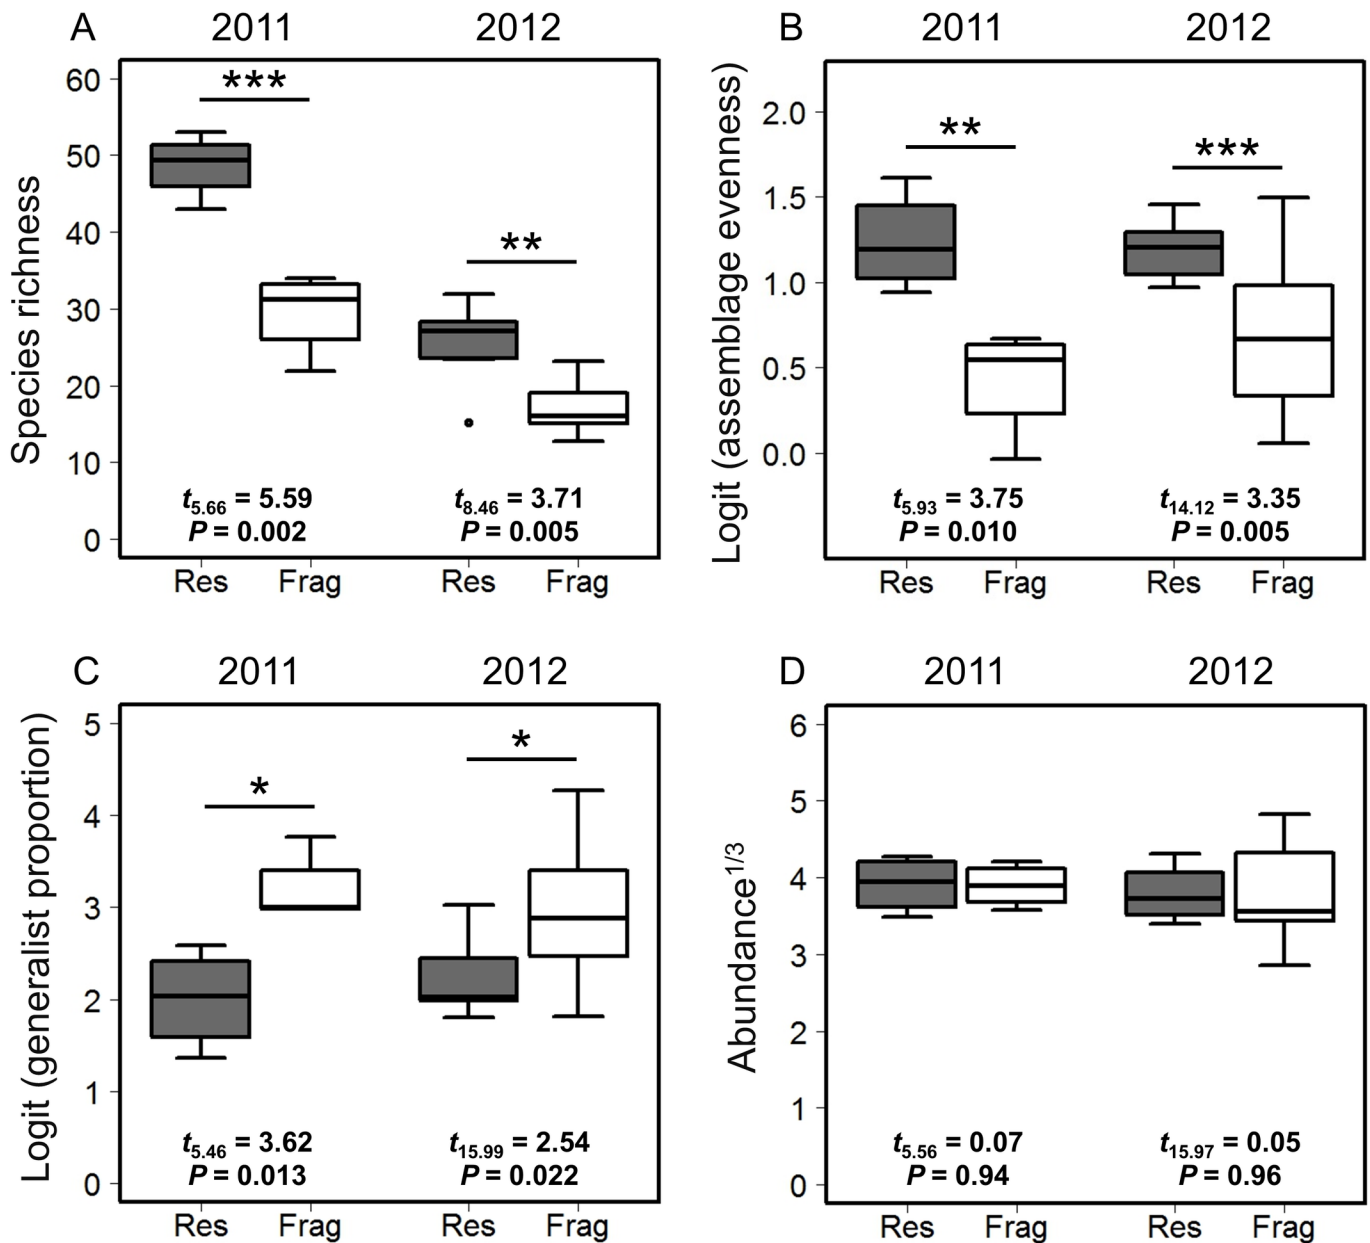 A 2011 2012
Species richness
60
50
40
30
20
10
0
***
**
t5.66 = 5.59
P = 0.002
t8.46 = 3.71
P = 0.005
Res Frag Res Frag
B 2011 2012
Logit (assemblage evenness)
2.0
1.5
1.0
0.5
0.0
**
***
t5.93 = 3.75
P = 0.010
t14.12 = 3.35
P = 0.005
Res Frag Res Frag
C 2011 2012
Logit (generalist proportion)
5
4
3
2
1
0
*
*
t5.46 = 3.62
P = 0.013
t15.99 = 2.54
P = 0.022
Res Frag Res Frag
D 2011 2012
Abundance1/3
6
5
4
3
2
1
0
t5.56 = 0.07
P = 0.94
t15.97 = 0.05
P = 0.96
Res Frag Res Frag